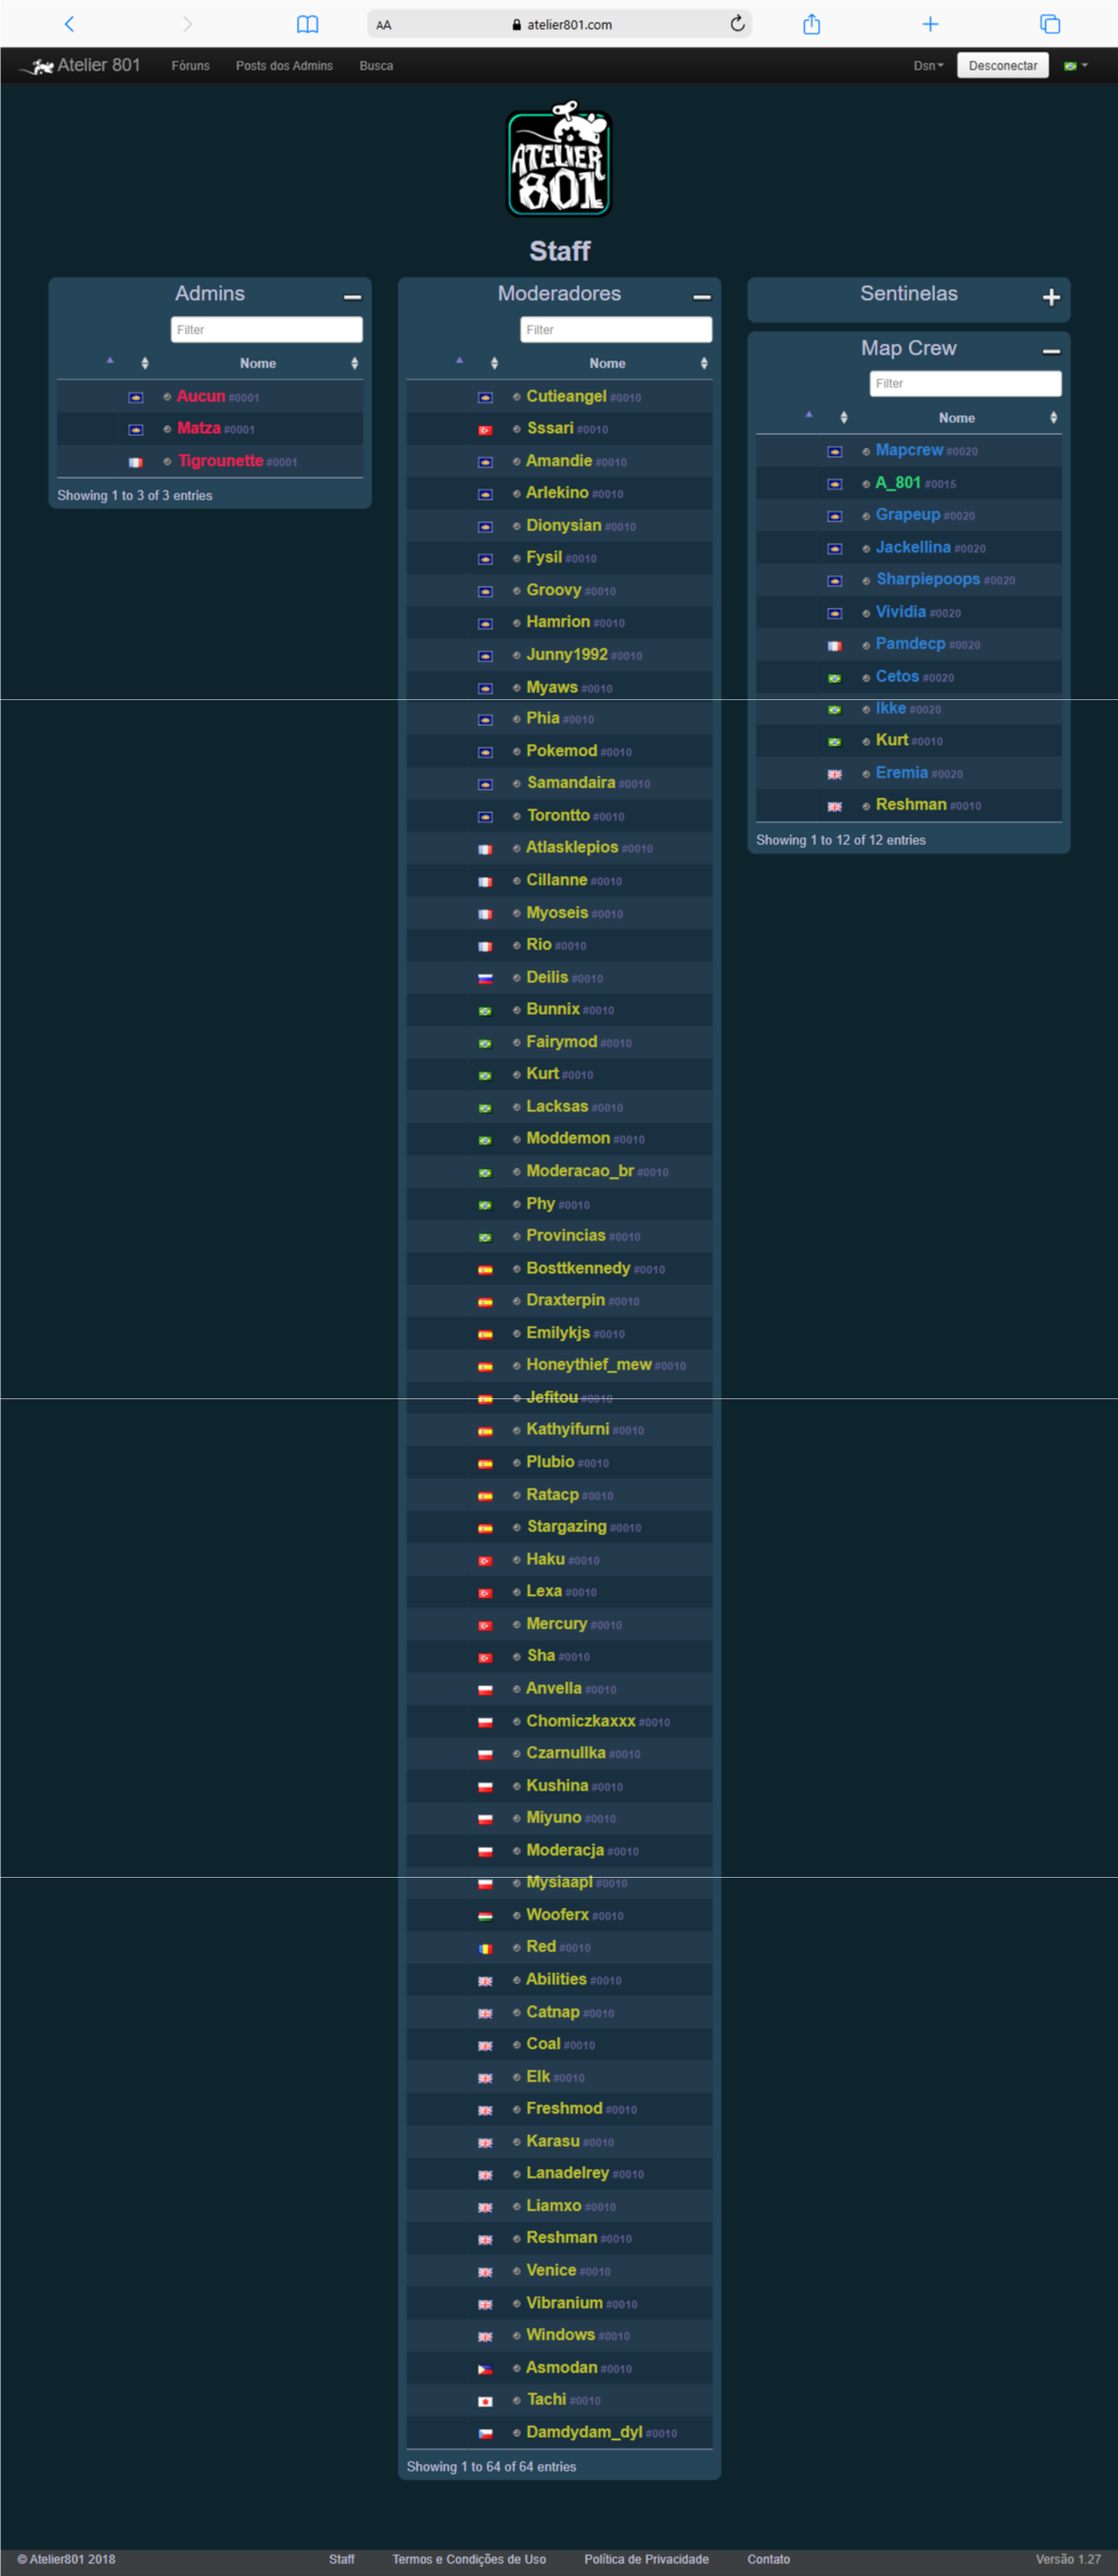 AA atelier801.com
Atelier 801 Fóruns Posts dos Admins Busca Dsn Desconectar
ATELIER
801
Staff
Admins
Filter
Nome
Aucun #0001
Matza #0001
Tigrounette #0001
Showing 1 to 3 of 3 entries
Moderadores
Filter
Nome
Cutieangel #0010
Sssari #0010
Amandie #0010
Arlekino #0010
Dionysian #0010
Fysil #0010
Groovy #0010
Hamrion #0010
Junny1992 #0010
Myaws #0010
Phia #0010
Pokemod #0010
Samandaira #0010
Torontto #0010
Atlasklepios #0010
Cillanne #0010
Myoseis #0010
Rio #0010
Deilis #0010
Bunnix #0010
Fairymod #0010
Kurt #0010
Lacksas #0010
Moddemon #0010
Moderacao_br #0010
Phy #0010
Provincias #0010
Bosttkennedy #0010
Draxterpin #0010
Emilykjs #0010
Honeythief_mew #0010
Jefitou #0010
Kathyifurni #0010
Plubio #0010
Ratacp #0010
Stargazing #0010
Haku #0010
Lexa #0010
Mercury #0010
Sha #0010
Anvella #0010
Chomiczkaxxx #0010
Czarnullka #0010
Kushina #0010
Miyuno #0010
Moderacja #0010
Mysiaapl #0010
Wooferx #0010
Red #0010
Abilities #0010
Catnap #0010
Coal #0010
Elk #0010
Freshmod #0010
Karasu #0010
Lanadelrey #0010
Liamxo #0010
Reshman #0010
Venice #0010
Vibranium #0010
Windows #0010
Asmodan #0010
Tachi #0010
Damdydam_dyl #0010
Showing 1 to 64 of 64 entries
Sentinelas
Map Crew
Filter
Nome
Mapcrew #0020
A_801 #0015
Grapeup #0020
Jackellina #0020
Sharpiepoops #0020
Vividia #0020
Pamdecp #0020
Cetos #0020
Ikke #0020
Kurt #0010
Eremia #0020
Reshman #0010
Showing 1 to 12 of 12 entries
© Atelier801 2018 Staff Termos e Condições de Uso Política de Privacidade Contato Versão 1.27